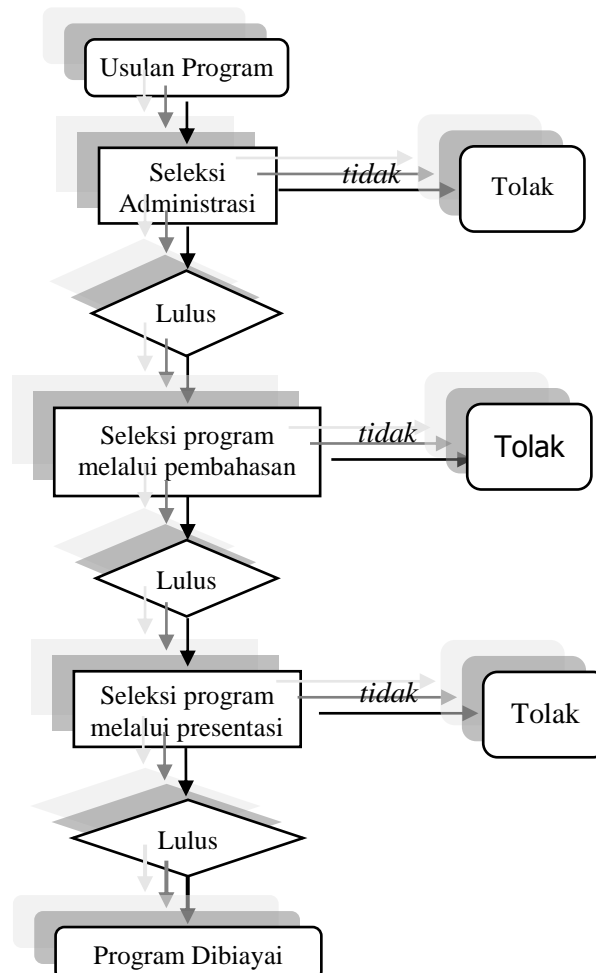 Usulan Program
Seleksi
Administrasi
tidak
Tolak
Lulus
Seleksi program
melalui pembahasan
tidak
Tolak
Lulus
Seleksi program
melalui presentasi
tidak
Tolak
Lulus
Program Dibiayai